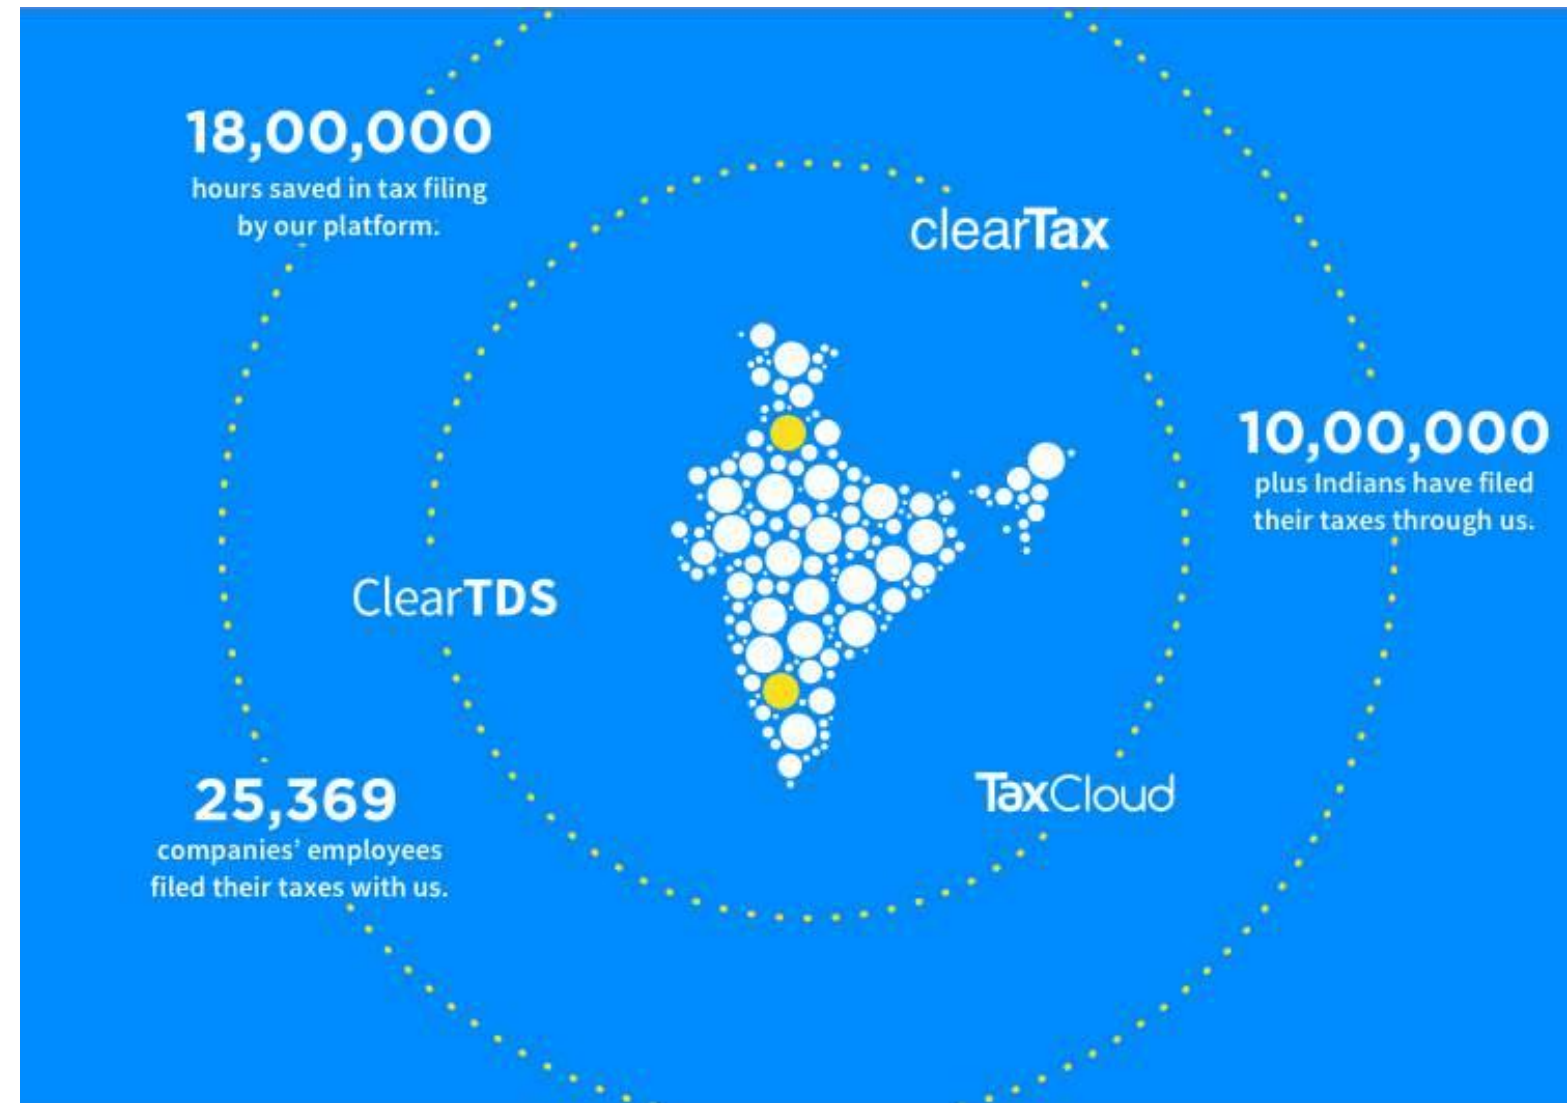 18,00,000
hours saved in tax filing
by our platform.
clearTax
10,00,000
plus Indians have filed
their taxes through us.
ClearTDS
25,369
companies’ employees
filed their taxes with us.
TaxCloud